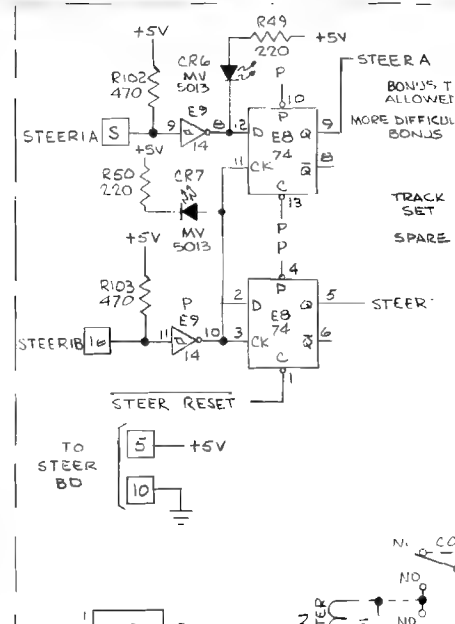 R49
+5V
220
+5V
CR6
MV
5013
P
STEER A
R102
470
10
ALLOWE
MORE DIFFICUL
BONUS
E9
9
8
12
D
Q
9
E8
74
STEER1A
S
14
+5V
11
CK
Q
8
R50
220
CR7
C
13
MV
5013
P
P
TRACK
SET
SPARE
+5V
4
P
R103
470
P
E9
2
D
Q
5
STEER
E8
74
STEER1B
16
11
10
3
CK
Q
6
14
C
1
STEER RESET
TO
STEER
BD
5
+5V
10
NO
NO